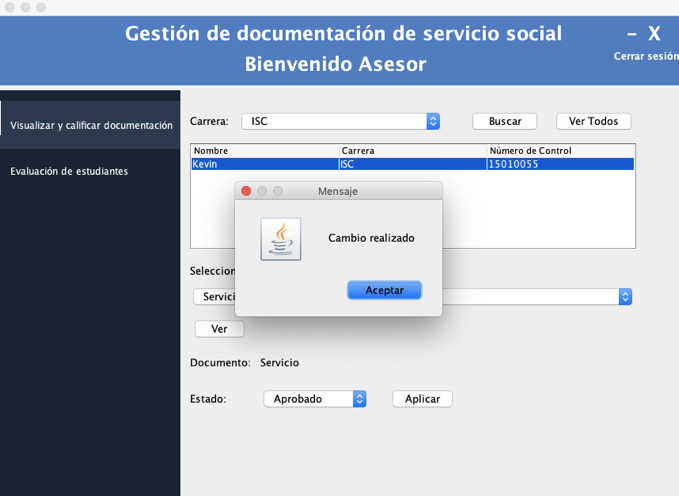 Gestión de documentación de servicio social
Bienvenido Asesor
– X
Cerrar sesión
Visualizar y calificar documentación
Evaluación de estudiantes
Carrera: ISC Buscar Ver Todos
Nombre Carrera Número de Control
Kevin ISC 15010055
Mensaje
Cambio realizado
Aceptar
Ver
Documento: Servicio
Estado: Aprobado Aplicar